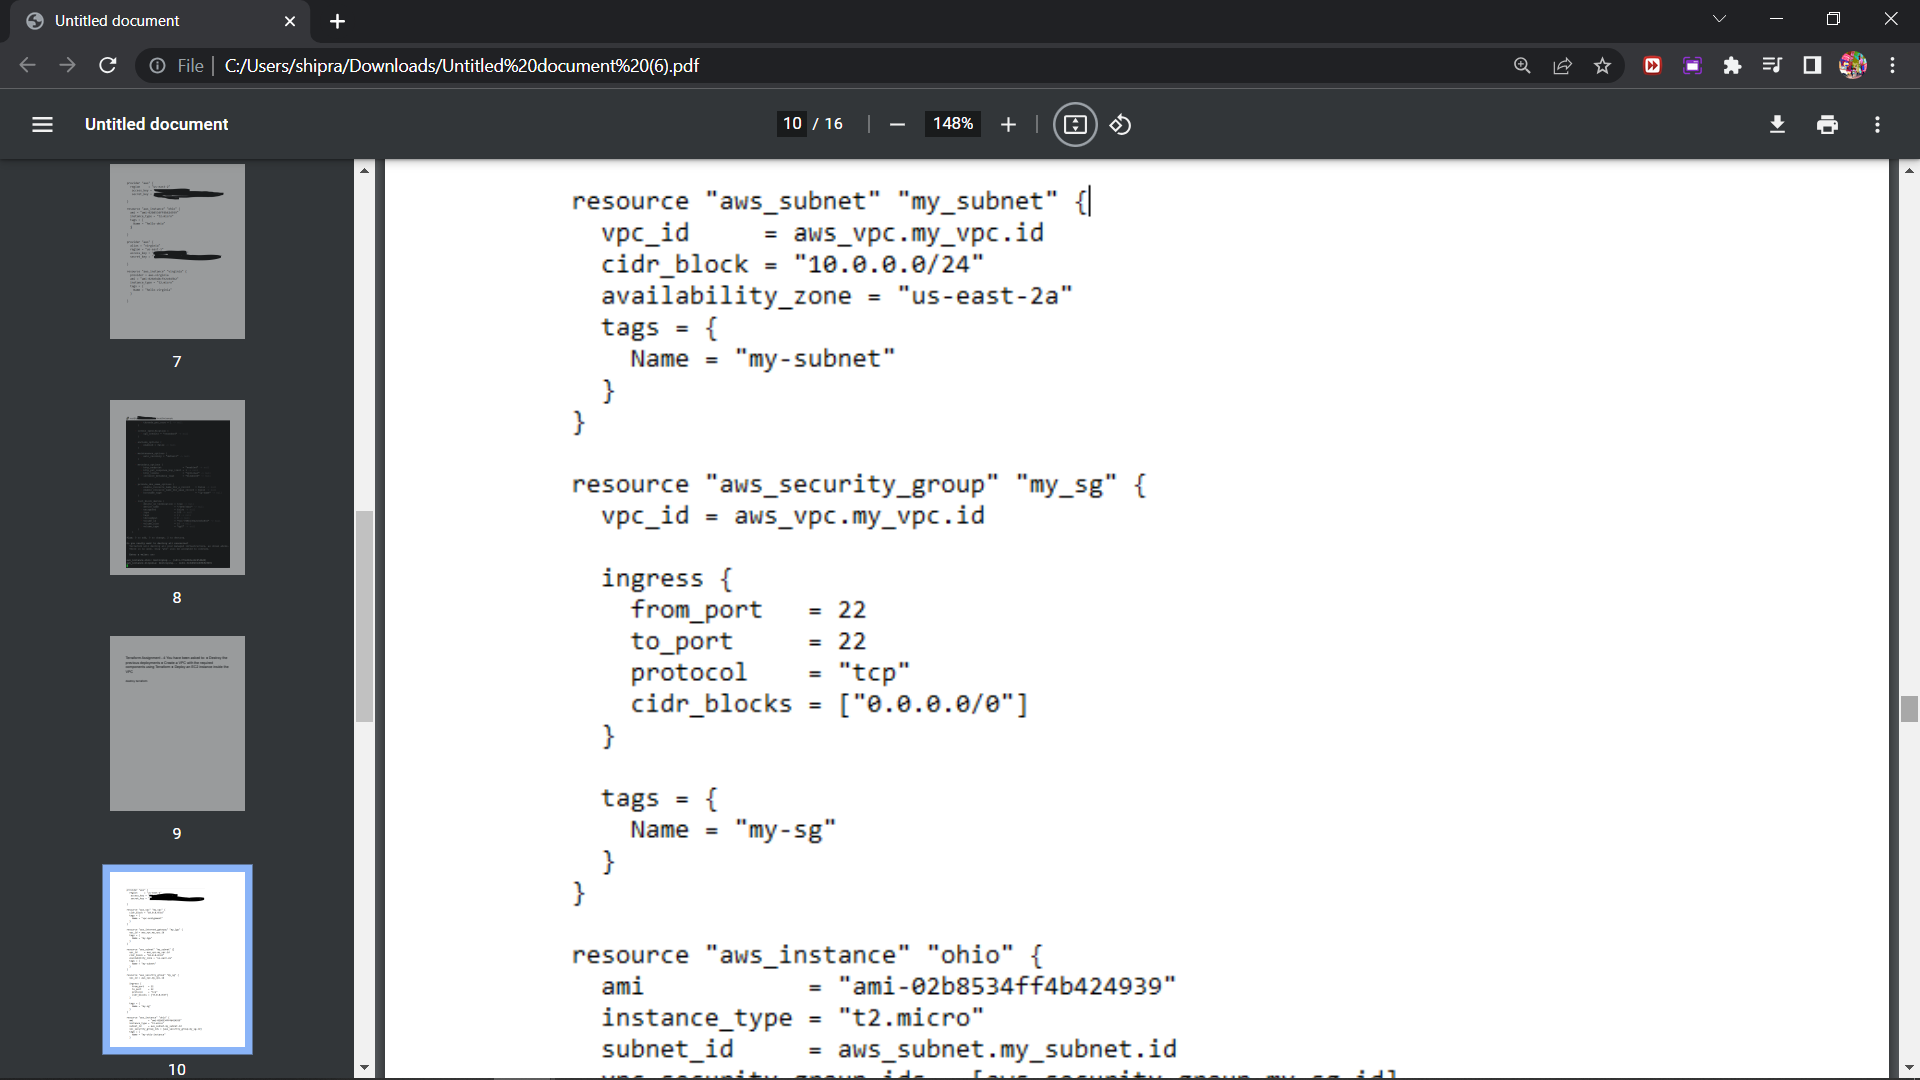 Untitled document
File
C:/Users/shipra/Downloads/Untitled%20document%20(6).pdf
Untitled document
10 / 16
148%
7
8
9
10
resource "aws_subnet" "my_subnet" {
vpc_id = aws_vpc.my_vpc.id
cidr_block = "10.0.0.0/24"
availability_zone = "us-east-2a"
tags = {
Name = "my-subnet"
}
}
resource "aws_security_group" "my_sg" {
vpc_id = aws_vpc.my_vpc.id
ingress {
from_port = 22
to_port = 22
protocol = "tcp"
cidr_blocks = ["0.0.0.0/0"]
}
tags = {
Name = "my-sg"
}
}
resource "aws_instance" "ohio" {
ami = "ami-02b8534ff4b424939"
instance_type = "t2.micro"
subnet_id = aws_subnet.my_subnet.id
vpc_security_group_ids = [aws_security_group.my_sg.id]